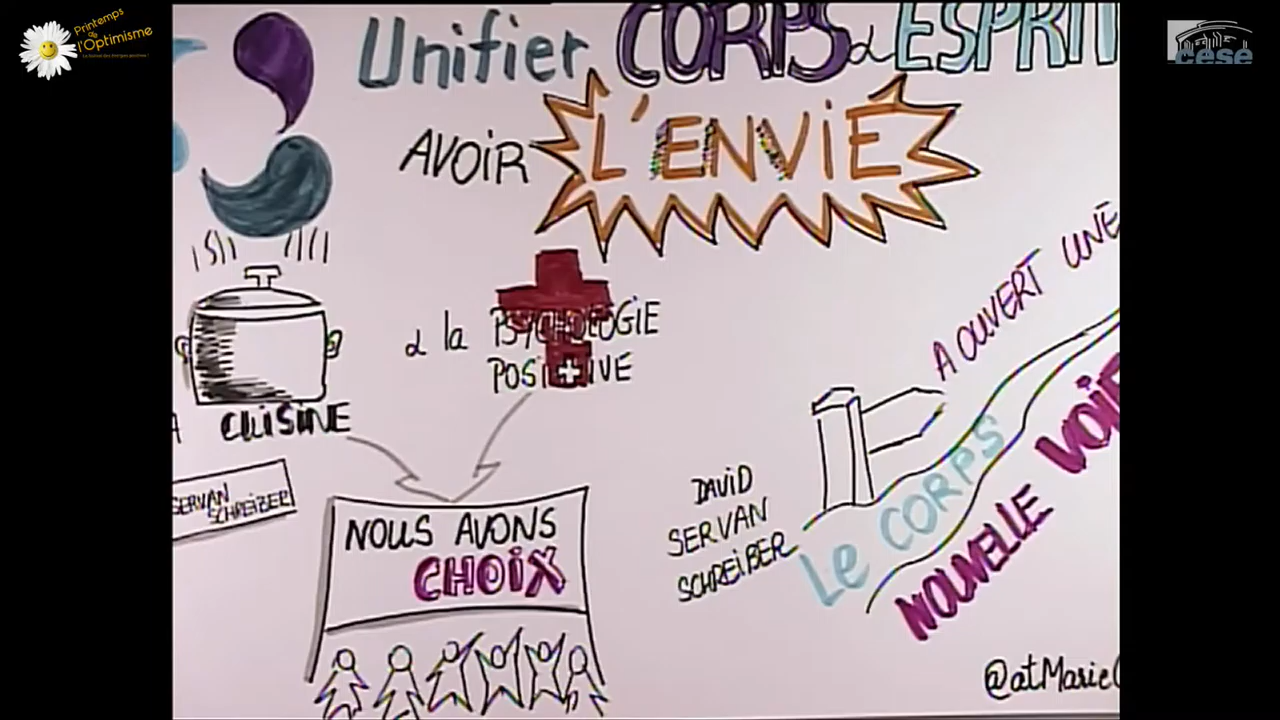 Printemps
de
l'Optimisme
cese
Unifier CORPS & ESPRIT
AVOIR L'ENVIE
& la PSYCHOLOGIE
POSITIVE
CUISINE
SERVAN
SCHREIBER
NOUS AVONS
CHOIX
A OUVERT UNE
NOUVELLE VOIE
Le CORPS
DAVID
SERVAN
SCHREIBER
@atMarie